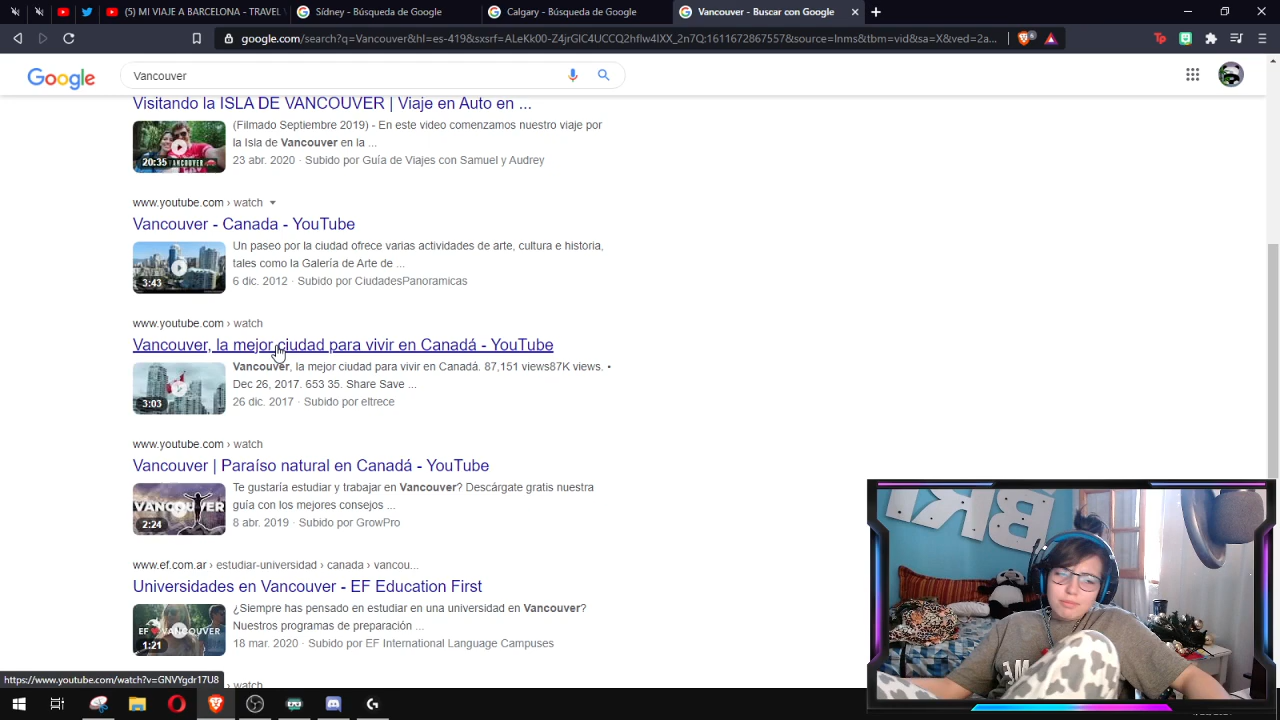 (5) MI VIAJE A BARCELONA - TRAVEL
Sídney - Búsqueda de Google
Calgary - Búsqueda de Google
Vancouver - Buscar con Google
google.com/search?q=Vancouver&hl=es-419&sxsrf=ALeKk00-Z4jrGIC4UCCQ2hflw4IXX_2n7Q:1611672867557&source=lnms&tbm=vid&sa=X&ved=2a...
Google
Vancouver
Visitando la ISLA DE VANCOUVER | Viaje en Auto en ...
(Filmado Septiembre 2019) - En este video comenzamos nuestro viaje por
la Isla de Vancouver en la ...
20:35
VANCOUVER
23 abr. 2020 · Subido por Guía de Viajes con Samuel y Audrey
www.youtube.com › watch
Vancouver - Canada - YouTube
Un paseo por la ciudad ofrece varias actividades de arte, cultura e historia,
tales como la Galería de Arte de ...
3:43
6 dic. 2012 · Subido por CiudadesPanoramicas
www.youtube.com › watch
Vancouver, la mejor ciudad para vivir en Canadá - YouTube
Vancouver, la mejor ciudad para vivir en Canadá. 87,151 views87K views. •
Dec 26, 2017. 653 35. Share Save ...
3:03
26 dic. 2017 · Subido por eltrece
www.youtube.com › watch
Vancouver | Paraíso natural en Canadá - YouTube
Te gustaría estudiar y trabajar en Vancouver? Descárgate gratis nuestra
guía con los mejores consejos ...
VANCOUVER
2:24
8 abr. 2019 · Subido por GrowPro
www.ef.com.ar › estudiar-universidad › canada › vancou...
Universidades en Vancouver - EF Education First
¿Siempre has pensado en estudiar en una universidad en Vancouver?
Nuestros programas de preparación ...
EF VANCOUVER
1:21
18 mar. 2020 · Subido por EF International Language Campuses
https://www.youtube.com/watch?v=GNVYgdr17U8
› watch
BKI